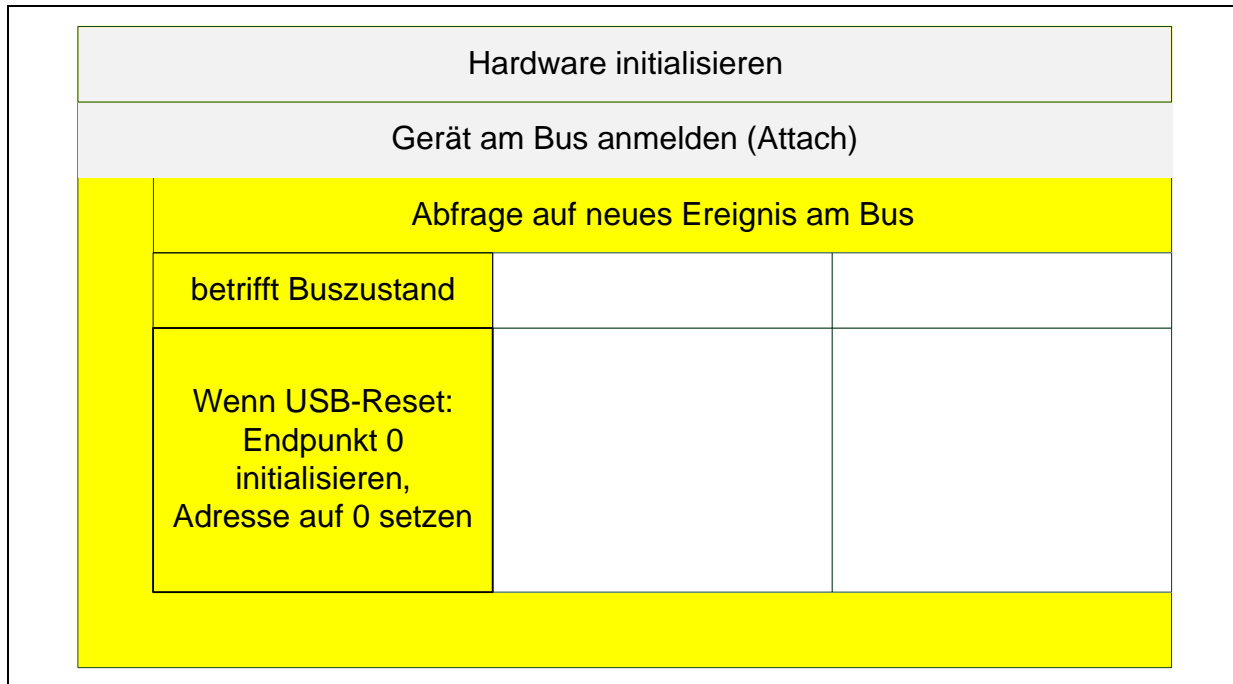 Hardware initialisieren
Gerät am Bus anmelden (Attach)
Abfrage auf neues Ereignis am Bus
betrifft Buszustand
Wenn USB-Reset:
Endpunkt 0
initialisieren,
Adresse auf 0 setzen